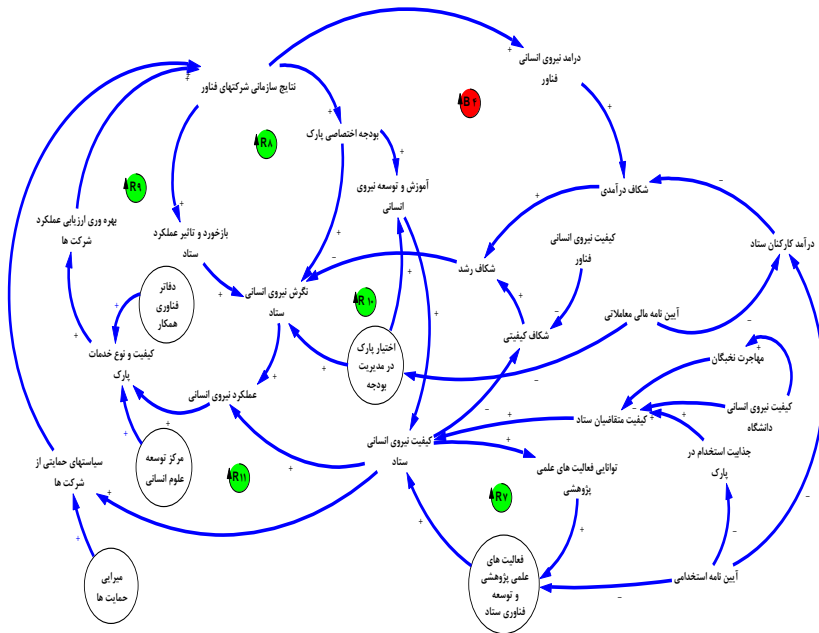 درامد نیروی انسانی
فناور
نتایج سازمانی شرکتهای فناور
B۴
R۸
بودجه اختصاصی پارک
R۹
آموزش و توسعه نیروی
انسانی
شکاف درآمدی
بهره وری ارزیابی عملکرد
شرکت ها
بازخورد و تاثیر عملکرد
ستاد
کیفیت نیروی انسانی
فناور
درآمد کارکنان ستاد
شکاف رشد
دفاتر
فناوری
همکار
نگرش نیروی انسانی
ستاد
R۱۰
آیین نامه مالی معاملاتی
شکاف کیفیتی
کیفیت و نوع خدمات
پارک
اختیار پارک
در مدیریت
بودجه
مهاجرت نخبگان
عملکرد نیروی انسانی
کیفیت نیروی انسانی
دانشگاه
کیفیت متقاضیان ستاد
کیفیت نیروی انسانی
ستاد
جذابیت استخدام در
پارک
سیاستهای حمایتی از
شرکت ها
مرکز توسعه
علوم انسانی
R۱۱
توانایی فعالیت های علمی
پژوهشی
R۷
فعالیت های
علمی پژوهشی
و توسعه
فناوری ستاد
آیین نامه استخدامی
میرایی
حمایت ها